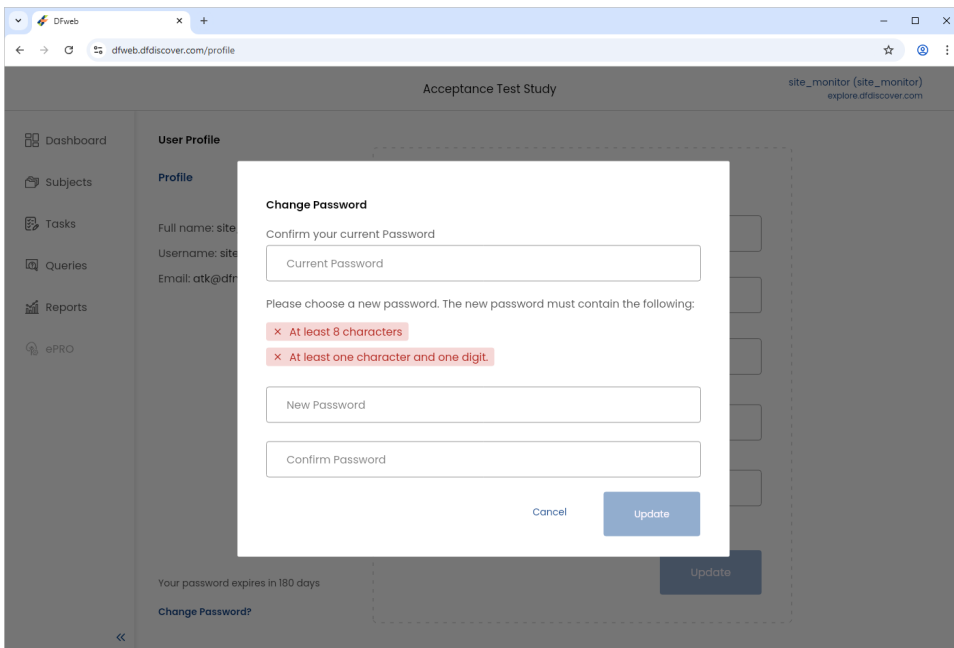 DFweb
dfweb.dfdiscover.com/profile
Acceptance Test Study
site_monitor (site_monitor)
explore.dfdiscover.com
Dashboard
Subjects
Tasks
Queries
Reports
ePRO
User Profile
Profile
Full name: site
Username: site
Email: atk@dfn
Change Password
Confirm your current Password
Current Password
Please choose a new password. The new password must contain the following:
× At least 8 characters
× At least one character and one digit.
New Password
Confirm Password
Cancel
Update
Update
Your password expires in 180 days
Change Password?